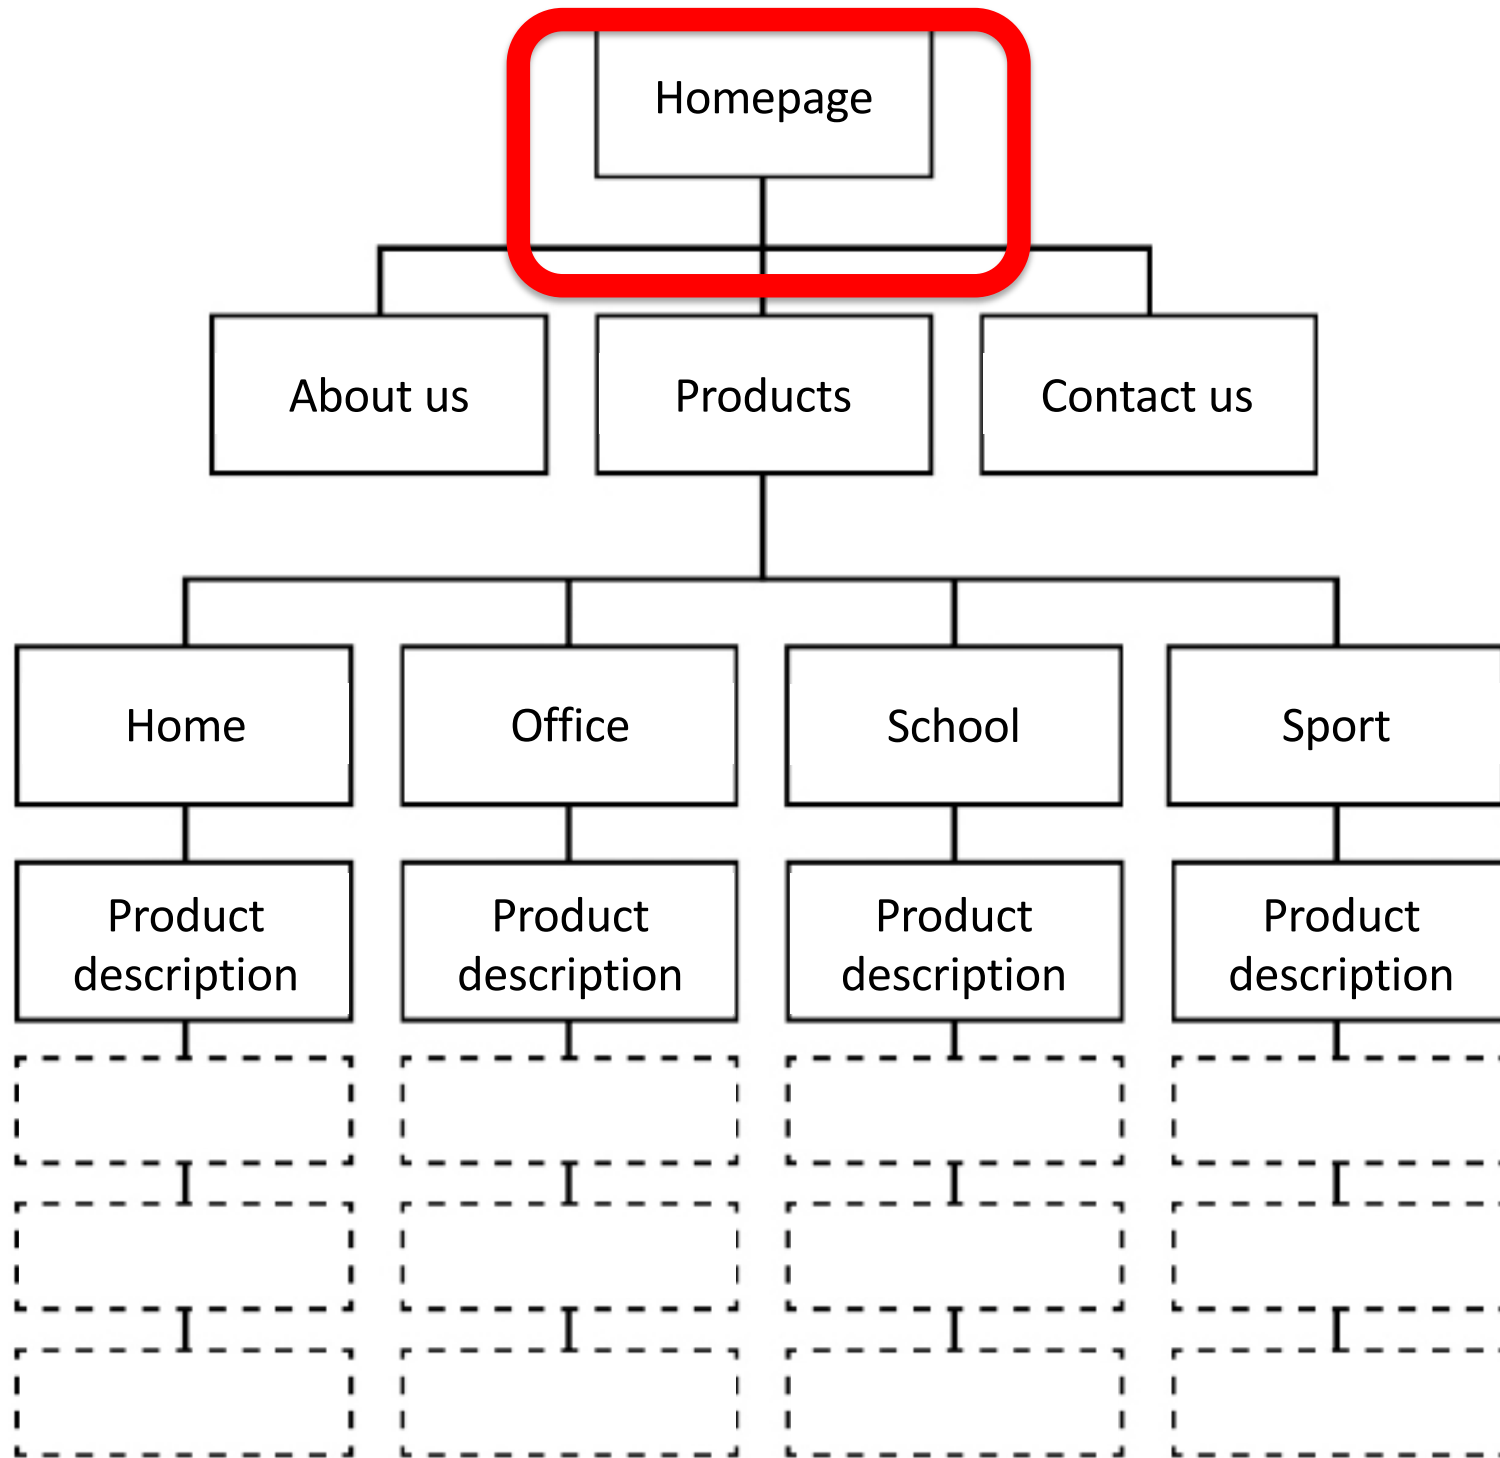 Homepage
About us
Products
Contact us
Home
Office
School
Sport
Product
description
Product
description
Product
description
Product
description